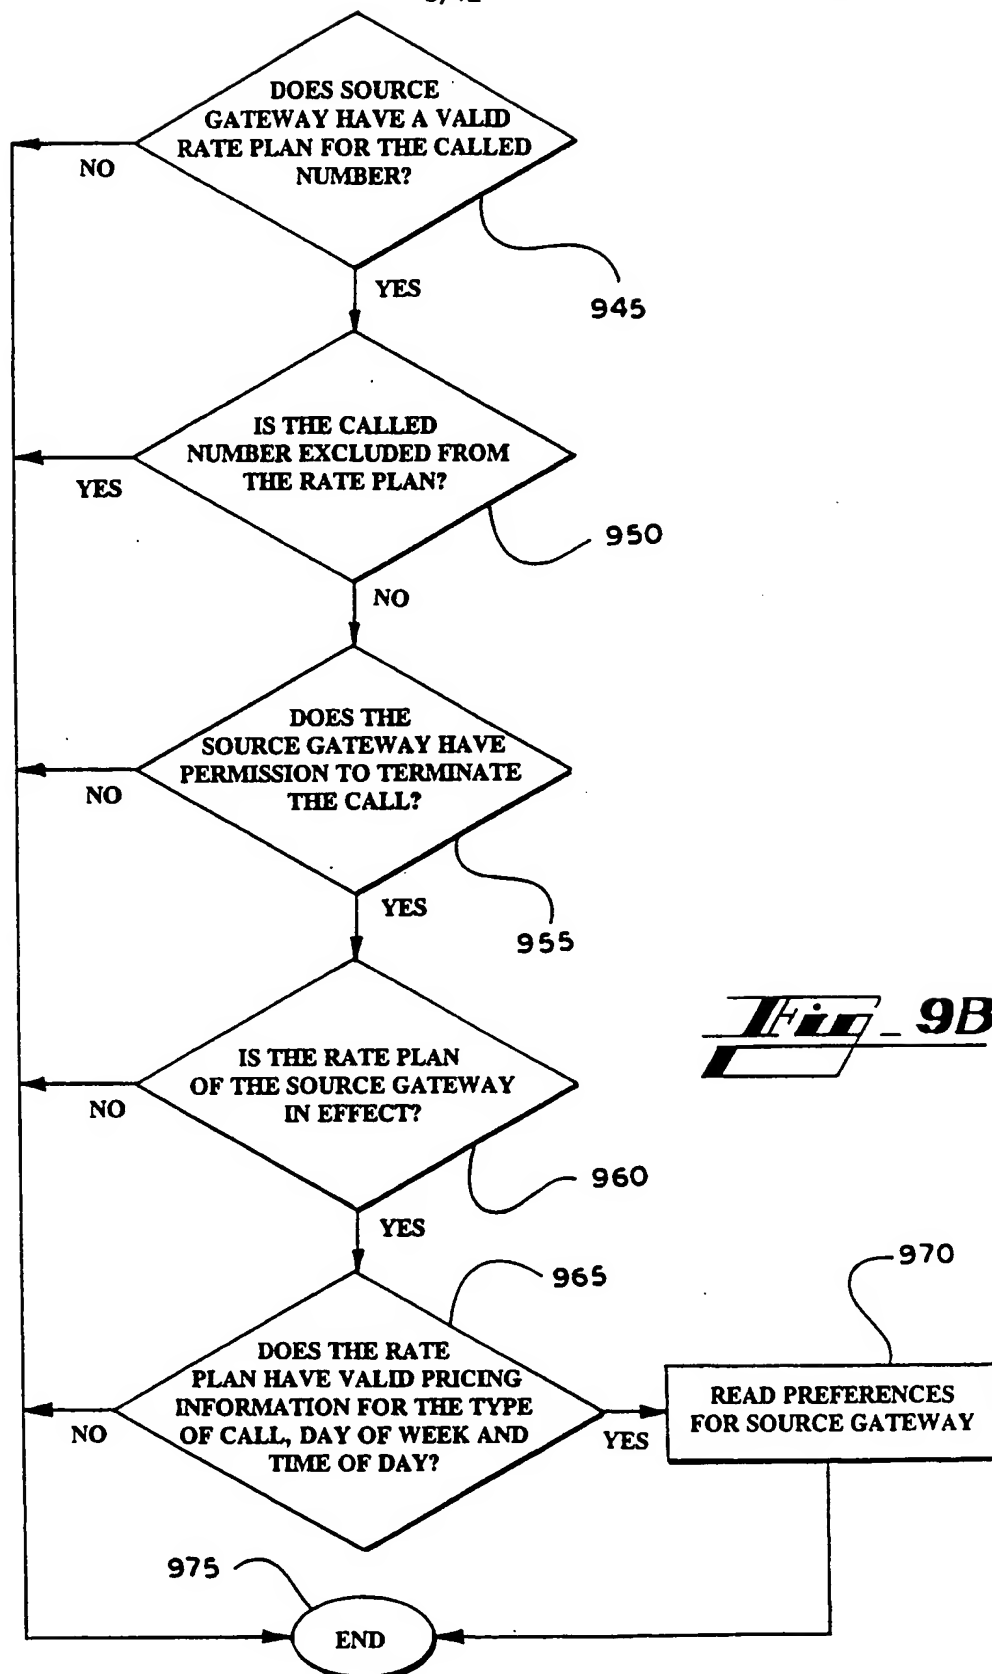 DOES SOURCE
GATEWAY HAVE A VALID
RATE PLAN FOR THE CALLED
NUMBER?
NO
YES
945
IS THE CALLED
NUMBER EXCLUDED FROM
THE RATE PLAN?
YES
950
NO
DOES THE
SOURCE GATEWAY HAVE
PERMISSION TO TERMINATE
THE CALL?
NO
YES
955
Fig_9B
IS THE RATE PLAN
OF THE SOURCE GATEWAY
IN EFFECT?
NO
960
YES
965
970
DOES THE RATE
PLAN HAVE VALID PRICING
INFORMATION FOR THE TYPE
OF CALL, DAY OF WEEK AND
TIME OF DAY?
NO
YES
READ PREFERENCES
FOR SOURCE GATEWAY
975
END